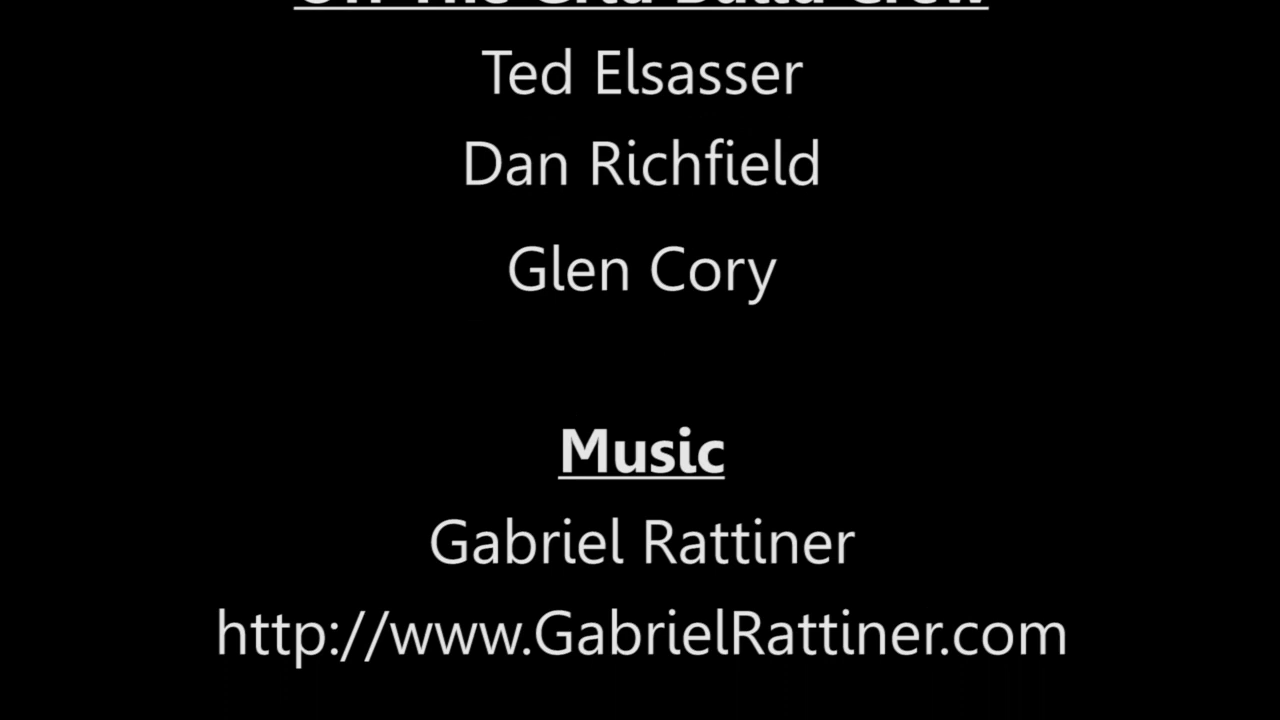 Ted Elsasser
Dan Richfield
Glen Cory
Music
Gabriel Rattiner
http://www.GabrielRattiner.com